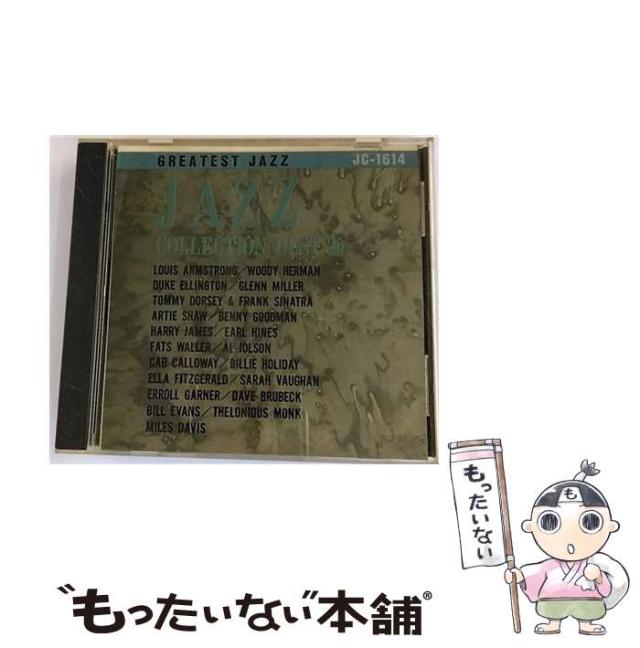 GREATEST JAZZ JC-1614
JAZZ
COLLECTION BEST 20
LOUIS ARMSTRONG/WOODY HERMAN
DUKE ELLINGTON/GLENN MILLER
TOMMY DORSEY & FRANK SINATRA
ARTIE SHAW/BENNY GOODMAN
HARRY JAMES/EARL HINES
FATS WALLER/AL JOLSON
CAB CALLOWAY/BILLIE HOLIDAY
ELLA FITZGERALD/SARAH VAUGHAN
ERROLL GARNER/DAVE BRUBECK
BILL EVANS/THELONIOUS MONK
MILES DAVIS
も
もったいない
“もったいない”本舗®